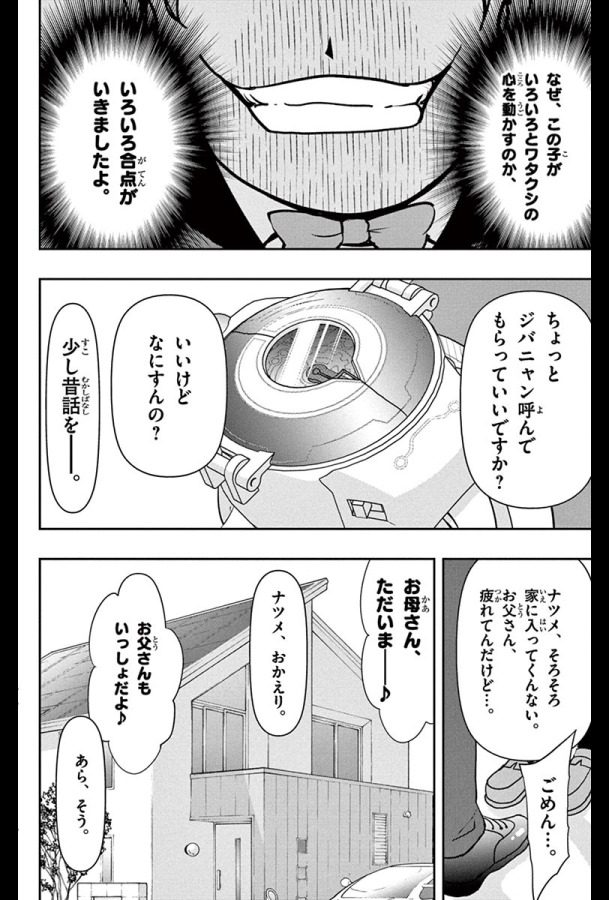 なぜ、この子が
いろいろとワタクシの
心を動かすのか、
いろいろ合点が
いきましたよ。
ちょっと
ジバニャン呼んで
もらっていいですか？
いいけど
なにすんの？
少し昔話を
――。
ナツメ、そろそろ
家に入ってくんない。
お父さん、
疲れてんだけど…。
ごめん…。
お母さん、
ただいま――♪
ナツメ、おかえり。
お父さんも
いっしょだよ♪
あら、そう。